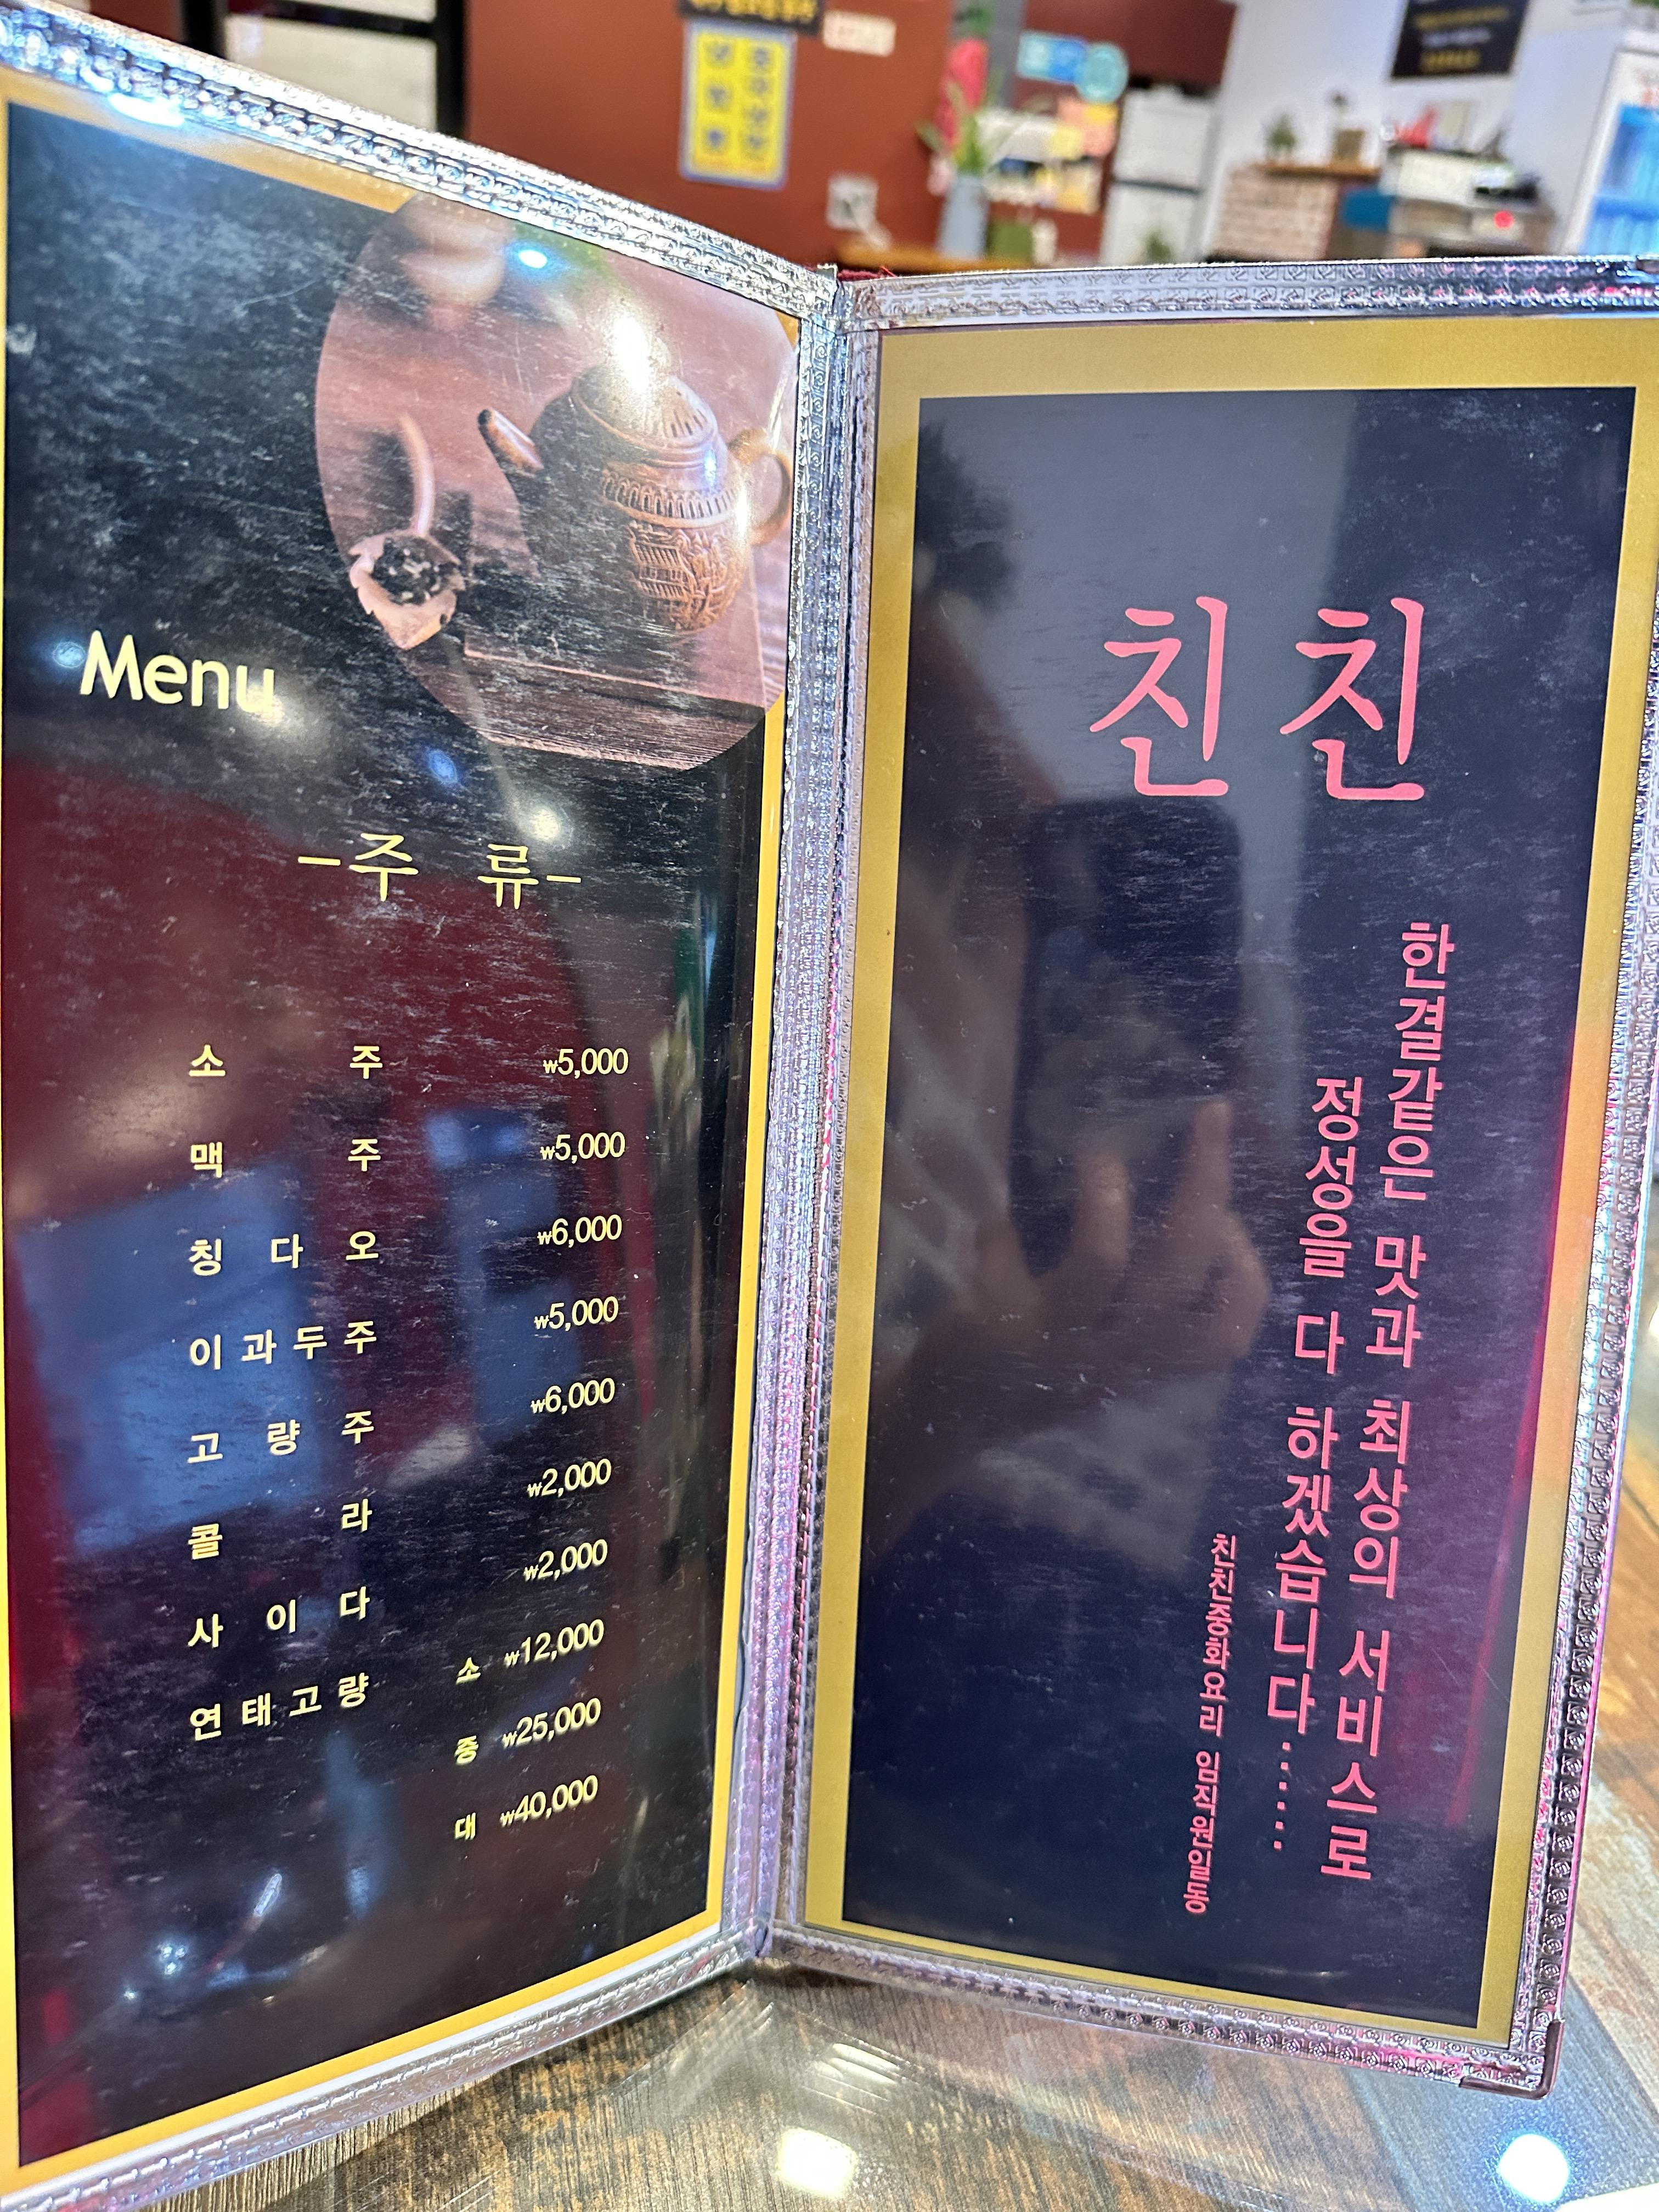 Menu
-주 류-
소 주 ₩5,000
맥 주 ₩5,000
칭 다 오 ₩6,000
이과두주 ₩5,000
고 량 주 ₩6,000
콜 라 ₩2,000
사 이 다 ₩2,000
연태고량 소 ₩12,000
중 ₩25,000
대 ₩40,000
친친
한결같은 맛과 최상의 서비스로
정성을 다 하겠습니다......
친친중화요리 임직원일동